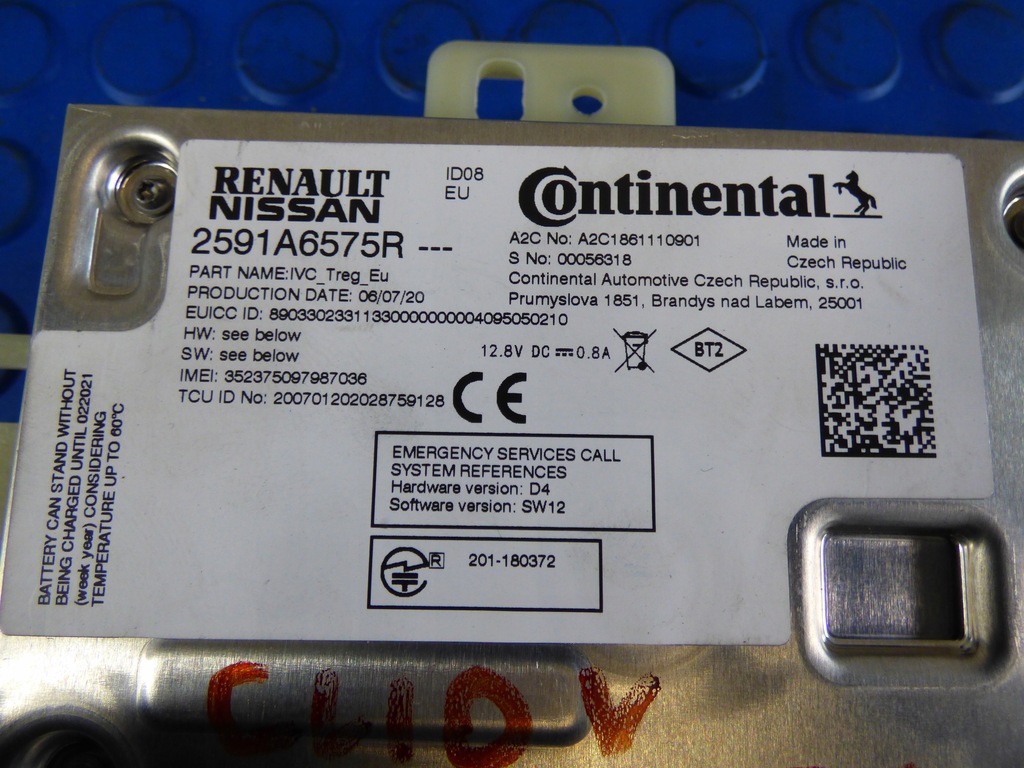 RENAULT
NISSAN
2591A6575R ---
PART NAME:IVC_Treg_Eu
PRODUCTION DATE: 06/07/20
EUICC ID: 89033023311330000000004095050210
HW: see below
SW: see below
IMEI: 352375097987036
TCU ID No: 200701202028759128
ID08
EU
Continental
A2C No: A2C1861110901
S No: 00056318
Made in
Czech Republic
Continental Automotive Czech Republic, s.r.o.
Prumyslova 1851, Brandys nad Labem, 25001
12.8V DC 0.8A
BT2
CE
EMERGENCY SERVICES CALL
SYSTEM REFERENCES
Hardware version: D4
Software version: SW12
R 201-180372
BATTERY CAN STAND WITHOUT
BEING CHARGED UNTIL 022021
(week year) CONSIDERING
TEMPERATURE UP TO 60°C
CLIO V